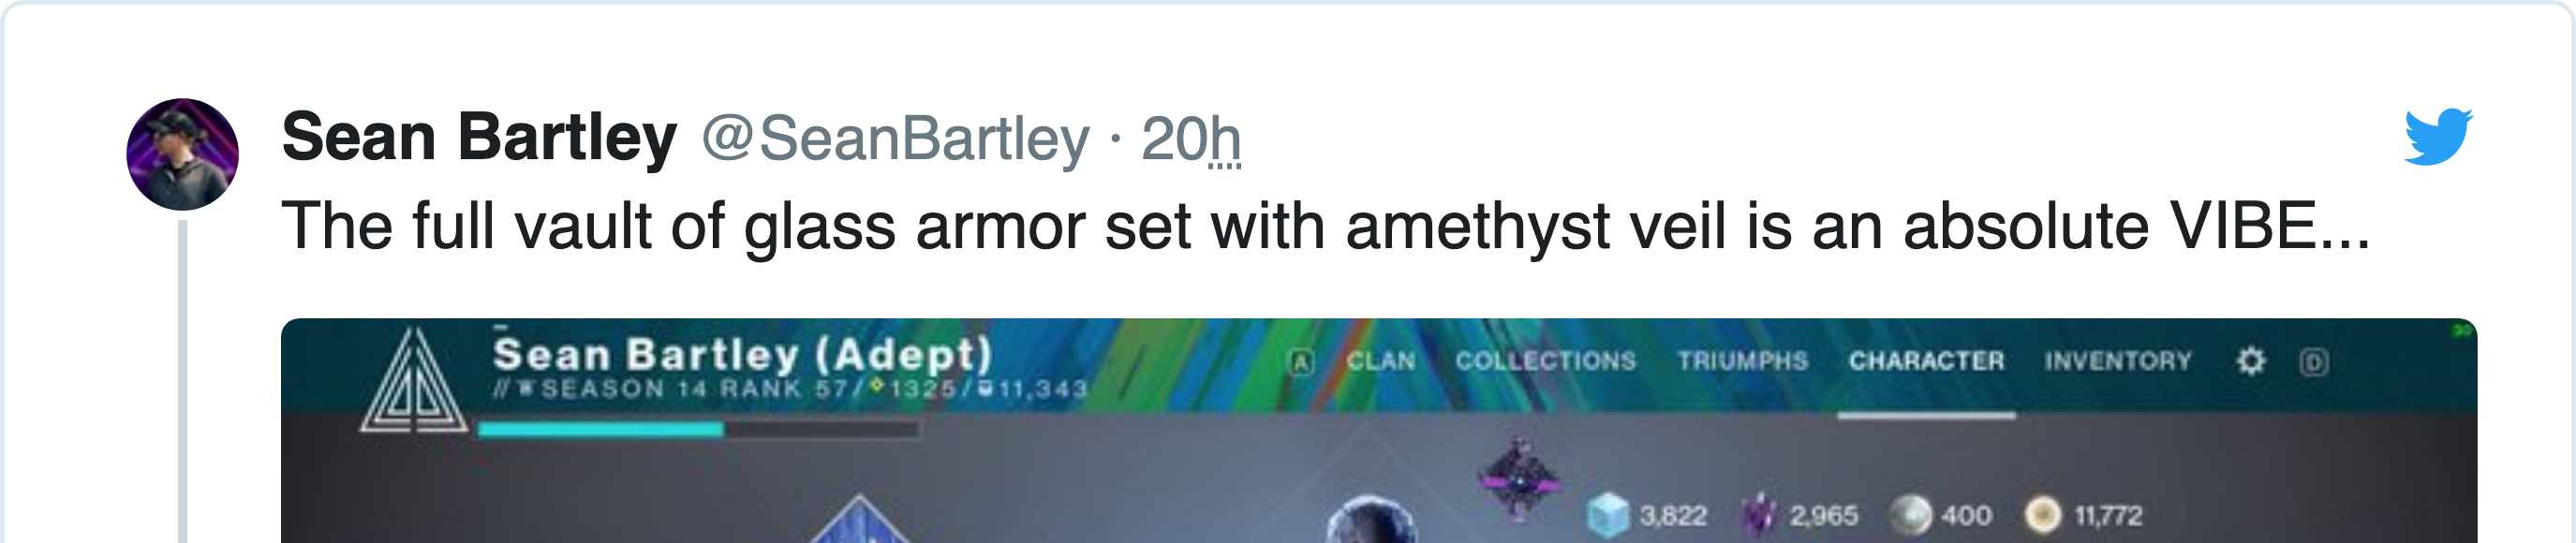 Sean Bartley @SeanBartley · 20h
The full vault of glass armor set with amethyst veil is an absolute VIBE...
Sean Bartley (Adept)
A CLAN COLLECTIONS TRIUMPHS CHARACTER INVENTORY D
// SEASON 14 RANK 57/1325/11,343
3,822 2,965 400 11,772